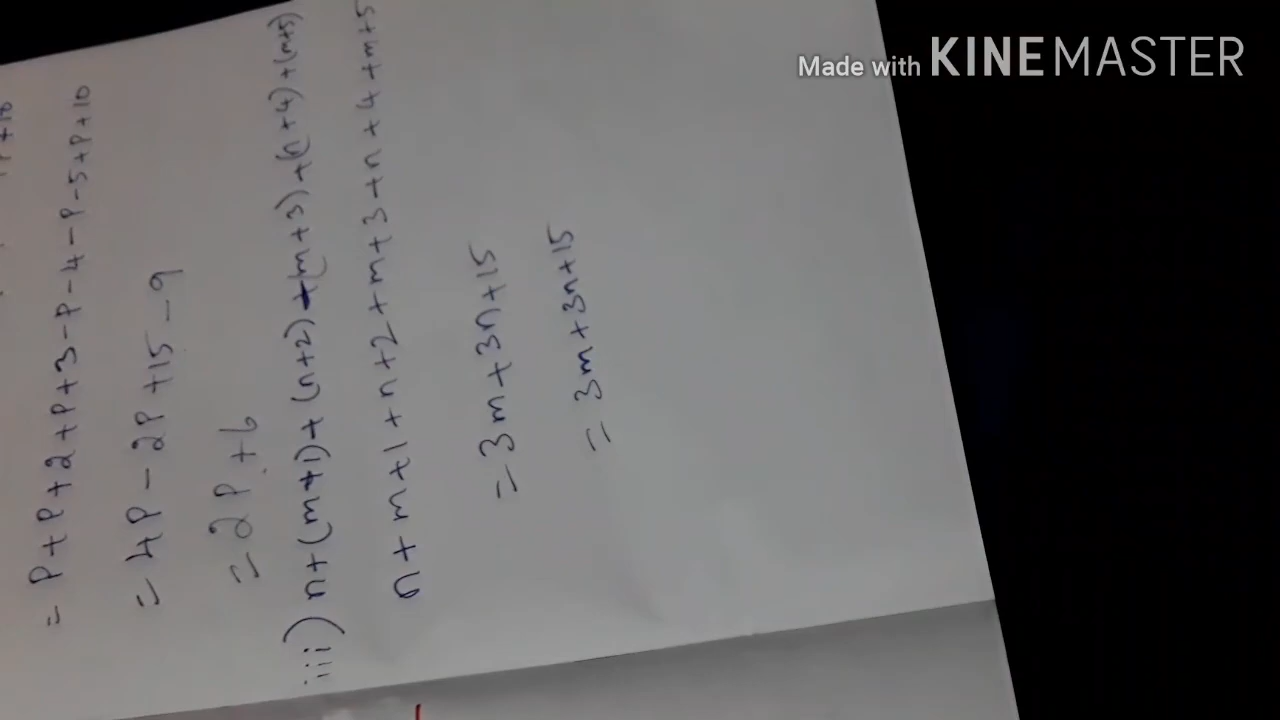 Made with KINEMASTER
P+10
= P+P+2+P+3-P-4-P-5+P+10
= 4P-2P+15-9
= 2P+6
iii) n+(m+1)+(n+2)+(m+3)+(n+4)+(m+5)
n+m+1+n+2+m+3+n+4+m+5
= 3m+3n+15
= 3m+3n+15